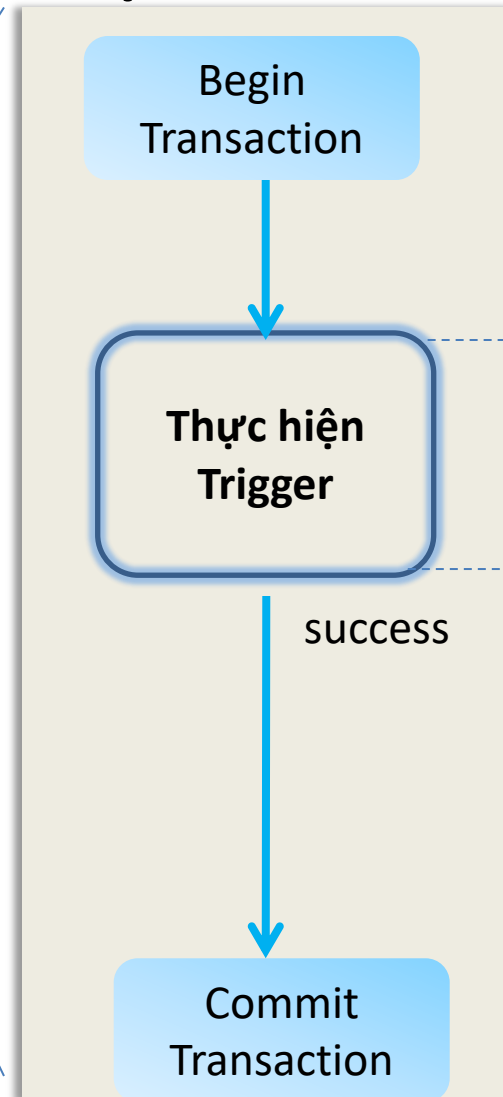 Begin
Transaction
Thực hiện
Trigger
success
Commit
Transaction